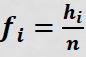 f_i = h_i / n